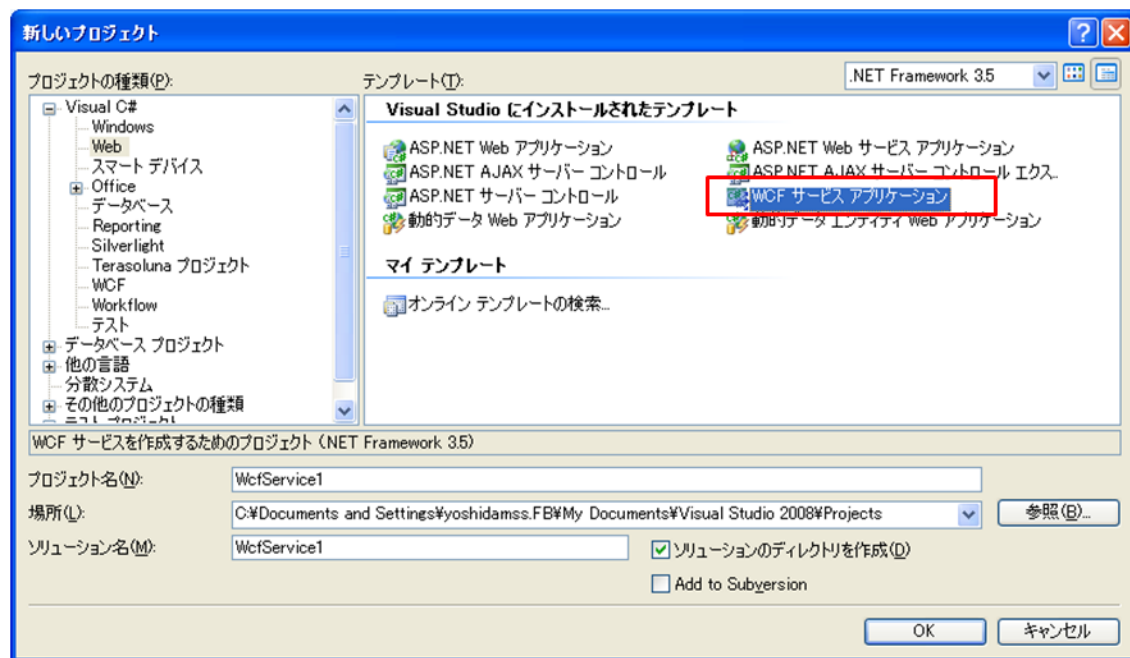 新しいプロジェクト
プロジェクトの種類(P):
テンプレート(T):
.NET Framework 3.5
Visual C#
Windows
Web
スマート デバイス
Office
データベース
Reporting
Silverlight
Terasoluna プロジェクト
WCF
Workflow
テスト
データベース プロジェクト
他の言語
分散システム
その他のプロジェクトの種類
テスト プロジェクト
Visual Studio にインストールされたテンプレート
ASP.NET Web アプリケーション
ASP.NET Web サービス アプリケーション
ASP.NET AJAX サーバー コントロール
ASP.NET AJAX サーバー コントロール エクス...
ASP.NET サーバー コントロール
WCF サービス アプリケーション
動的データ Web アプリケーション
動的データ エンティティ Web アプリケーション
マイ テンプレート
オンライン テンプレートの検索...
WCF サービスを作成するためのプロジェクト (.NET Framework 3.5)
プロジェクト名(N):
WcfService1
場所(L):
C:¥Documents and Settings¥yoshidamss.FB¥My Documents¥Visual Studio 2008¥Projects
参照(B)...
ソリューション名(M):
WcfService1
ソリューションのディレクトリを作成(D)
Add to Subversion
OK
キャンセル